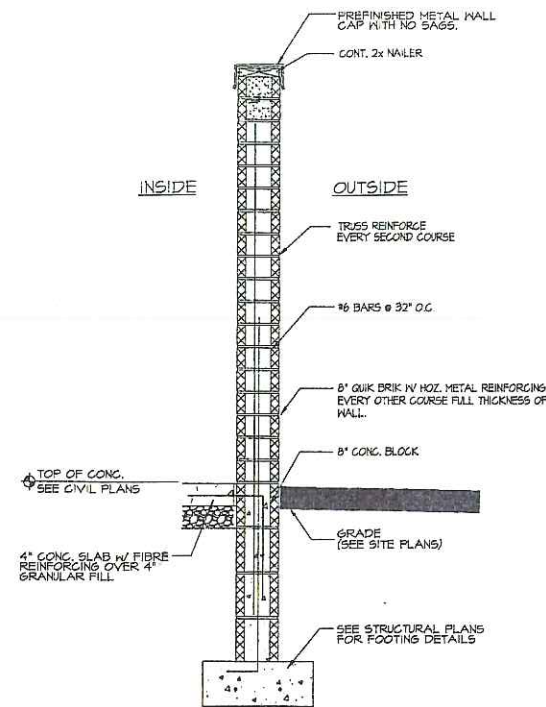 PREFINISHED METAL WALL
CAP WITH NO SAGS.
CONT. 2x NAILER
INSIDE
OUTSIDE
TRUSS REINFORCE
EVERY SECOND COURSE
#6 BARS @ 32" O.C.
8" QUIK BRIK W/ HOZ. METAL REINFORCING
EVERY OTHER COURSE FULL THICKNESS OF
WALL.
8" CONC. BLOCK
TOP OF CONC.
SEE CIVIL PLANS
GRADE
(SEE SITE PLANS)
4" CONC. SLAB W/ FIBRE
REINFORCING OVER 4"
GRANULAR FILL
SEE STRUCTURAL PLANS
FOR FOOTING DETAILS